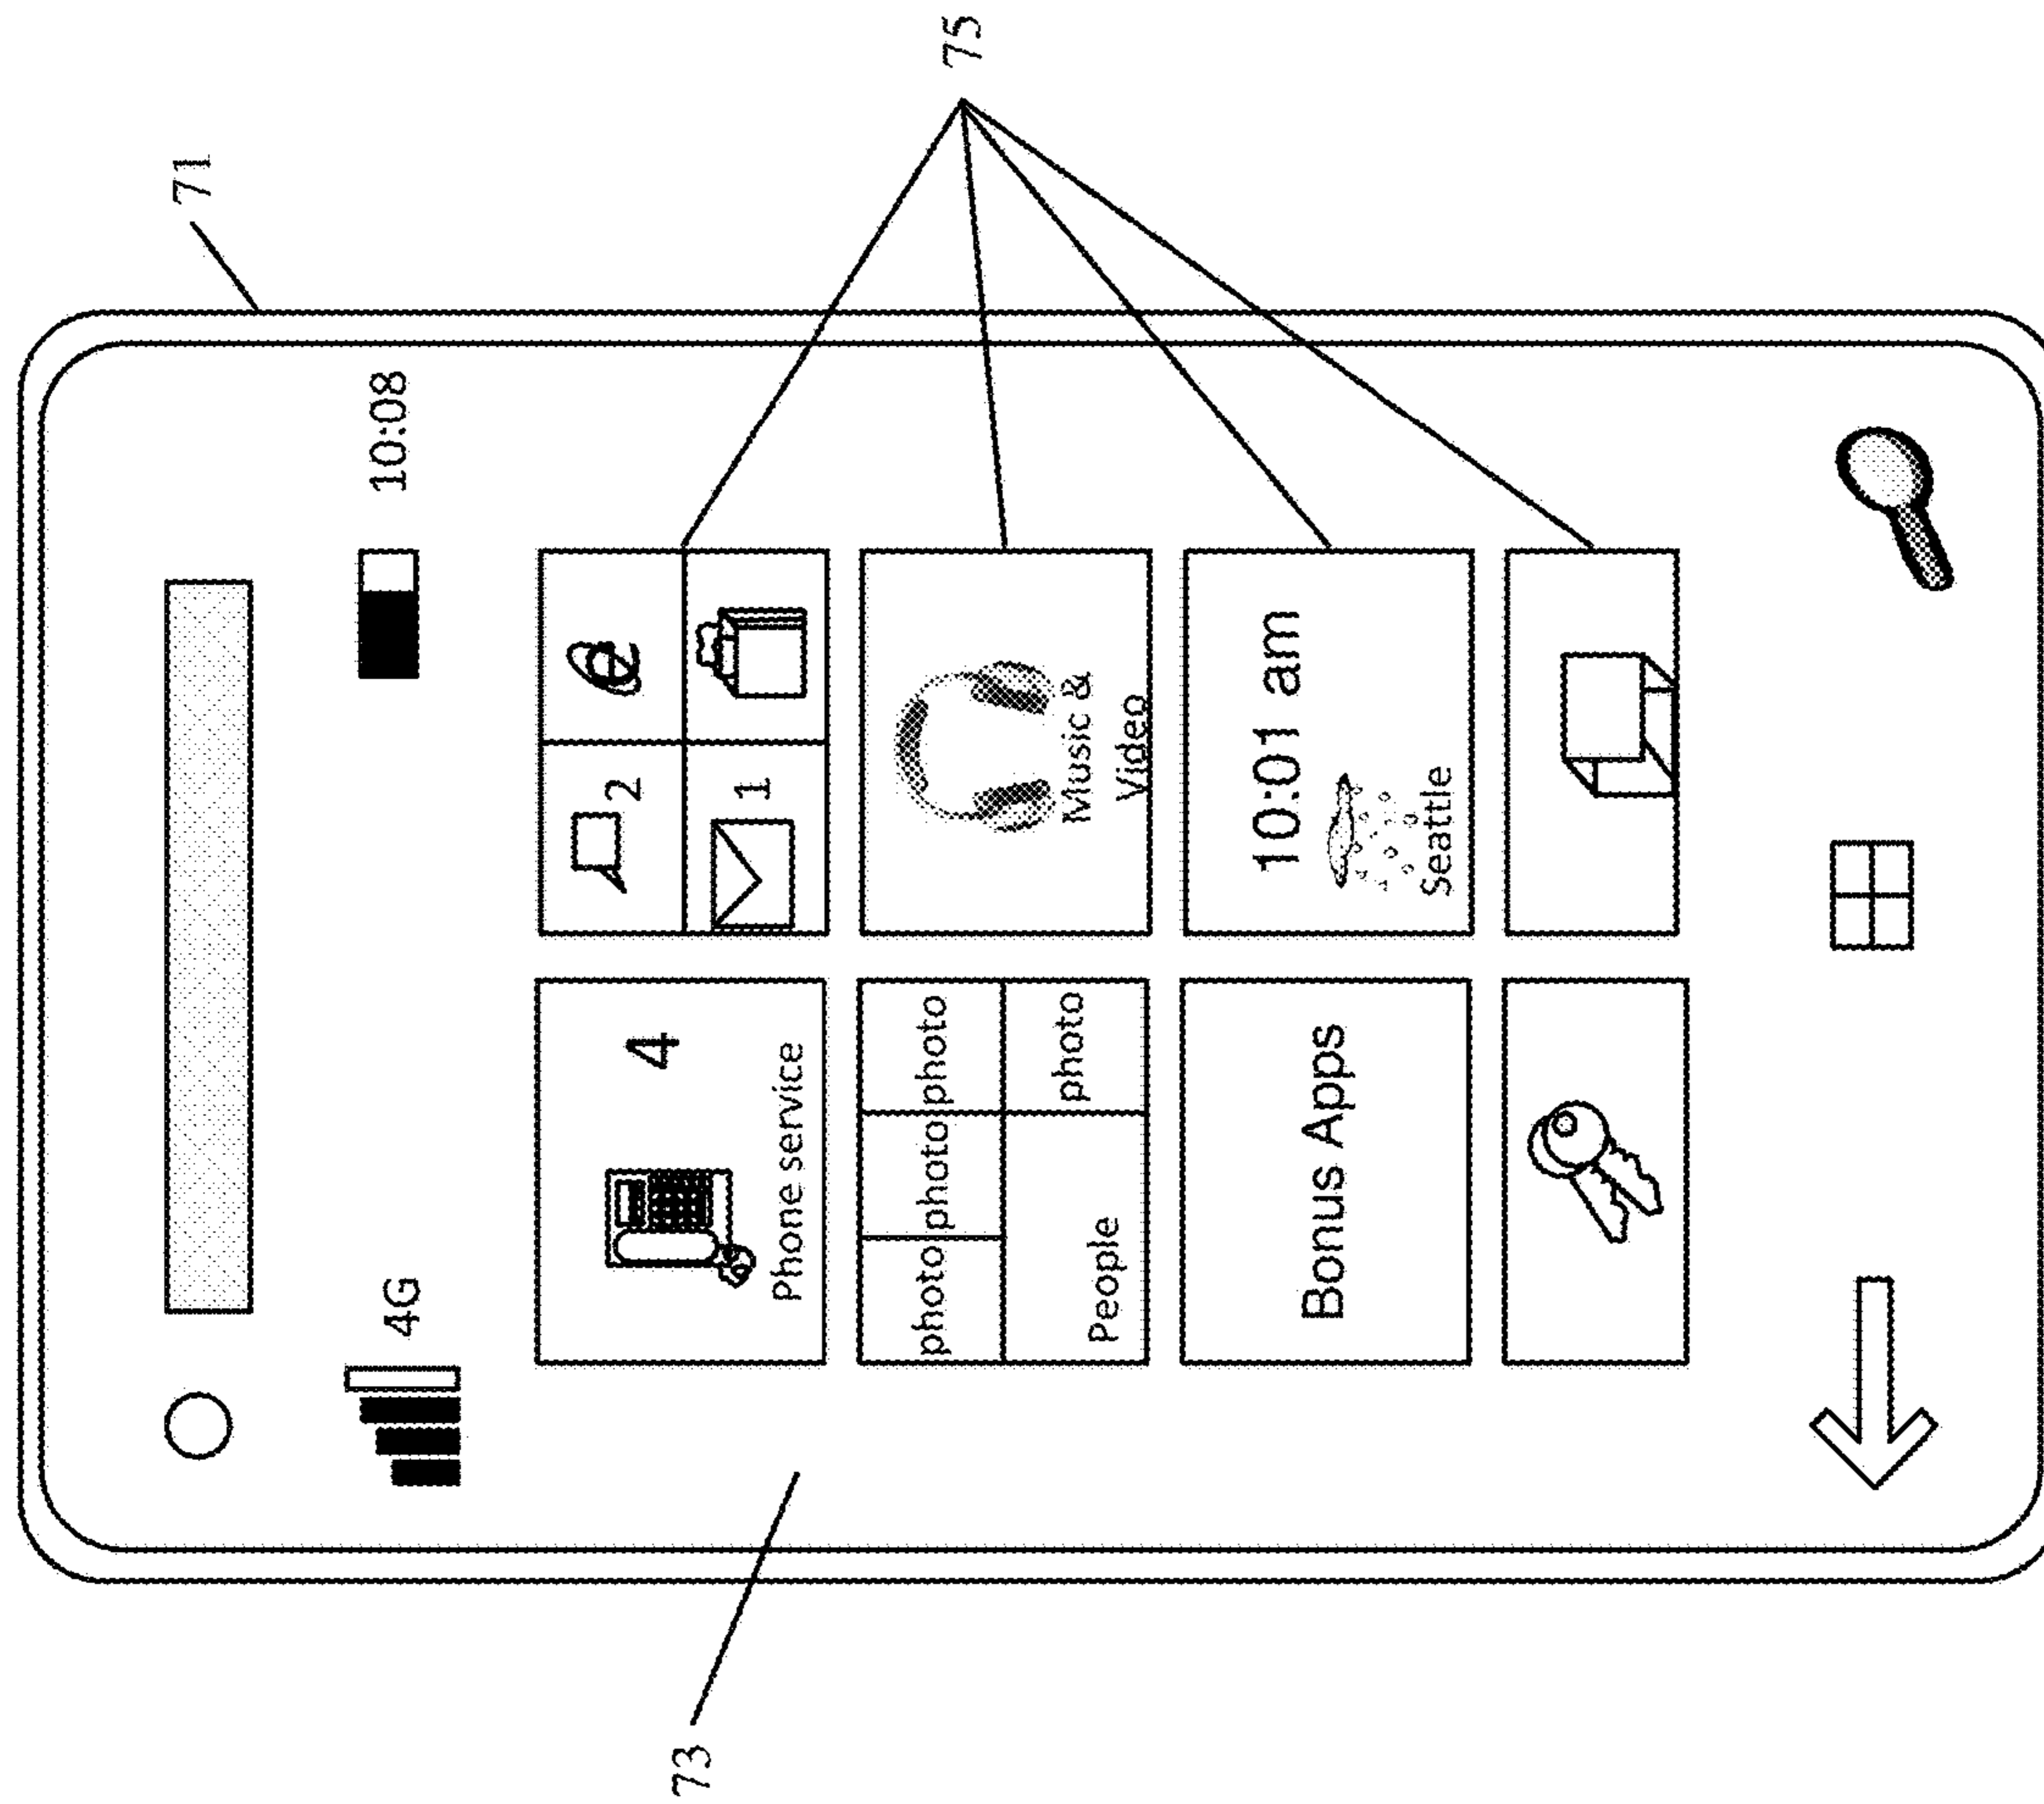 71
4G
10:08
75
4
Phone service
2
1
photo
photo
photo
photo
People
Music &
Video
Bonus Apps
10:01 am
Seattle
73